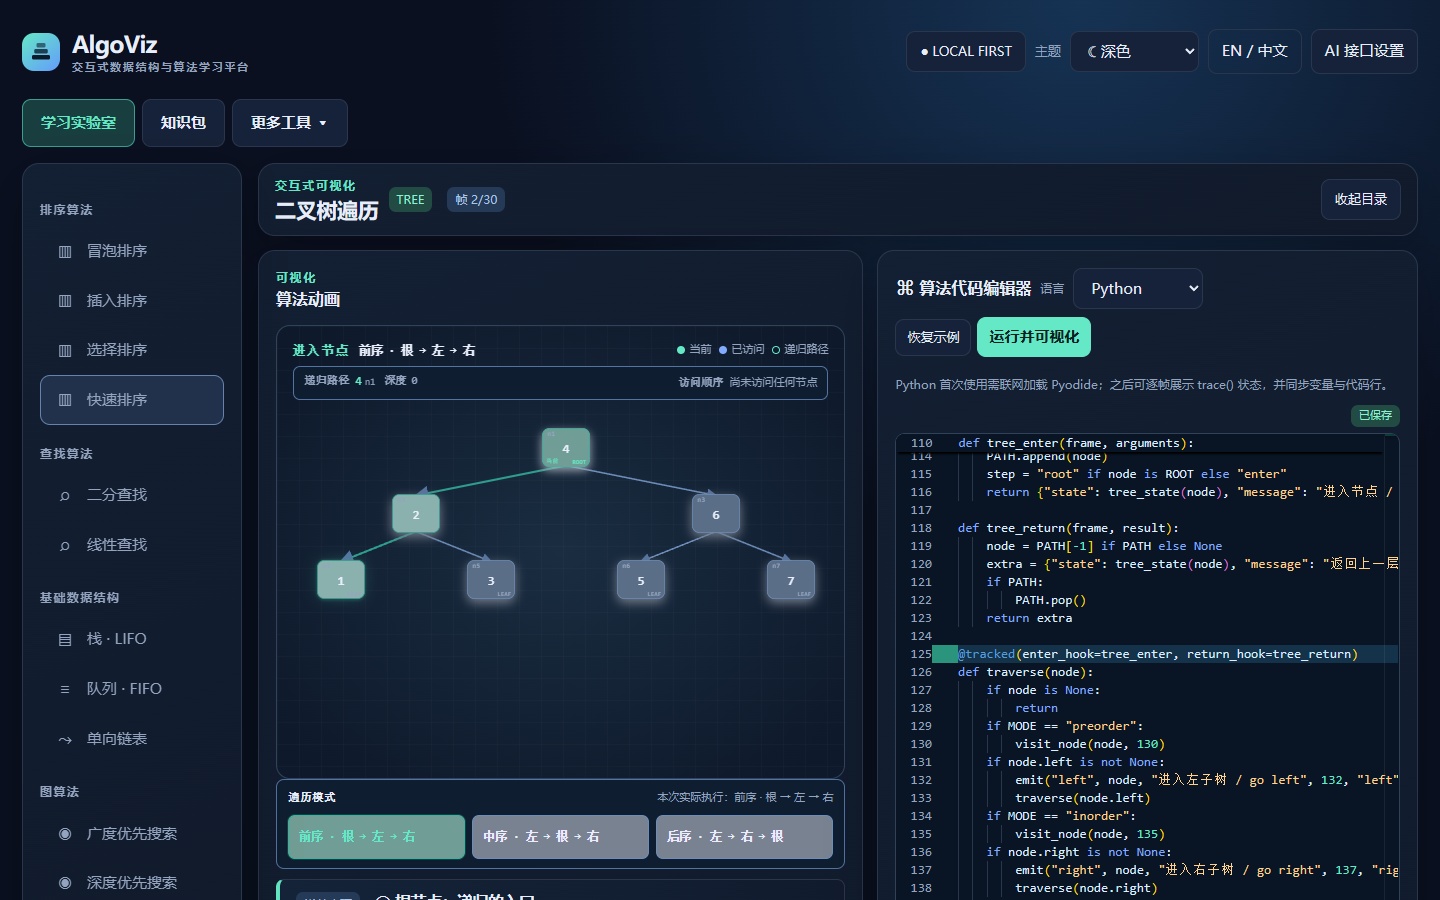 AlgoViz
交互式数据结构与算法学习平台
● LOCAL FIRST
主题
☾ 深色
EN / 中文
AI 接口设置
学习实验室
知识包
更多工具 ▾
排序算法
冒泡排序
插入排序
选择排序
快速排序
查找算法
二分查找
线性查找
基础数据结构
栈 · LIFO
队列 · FIFO
单向链表
图算法
广度优先搜索
深度优先搜索
交互式可视化
二叉树遍历
TREE
帧 2/30
收起目录
可视化
算法动画
进入节点 前序 · 根 → 左 → 右
当前 已访问 递归路径
递归路径 4 n1 深度 0
访问顺序 尚未访问任何节点
4
ROOT
2
n3
6
1
n5
3
LEAF
n6
5
LEAF
n7
7
LEAF
遍历模式
本次实际执行：前序 · 根 → 左 → 右
前序 · 根 → 左 → 右
中序 · 左 → 根 → 右
后序 · 左 → 右 → 根
⌘ 算法代码编辑器
语言
Python
恢复示例
运行并可视化
Python 首次使用需联网加载 Pyodide；之后可逐帧展示 trace() 状态，并同步变量与代码行。
已保存
110 def tree_enter(frame, arguments):
114 PATH.append(node)
115 step = "root" if node is ROOT else "enter"
116 return {"state": tree_state(node), "message": "进入节点 /
117
118 def tree_return(frame, result):
119 node = PATH[-1] if PATH else None
120 extra = {"state": tree_state(node), "message": "返回上一层
121 if PATH:
122 PATH.pop()
123 return extra
124
125 @tracked(enter_hook=tree_enter, return_hook=tree_return)
126 def traverse(node):
127 if node is None:
128 return
129 if MODE == "preorder":
130 visit_node(node, 130)
131 if node.left is not None:
132 emit("left", node, "进入左子树 / go left", 132, "left"
133 traverse(node.left)
134 if MODE == "inorder":
135 visit_node(node, 135)
136 if node.right is not None:
137 emit("right", node, "进入右子树 / go right", 137, "rig
138 traverse(node.right)